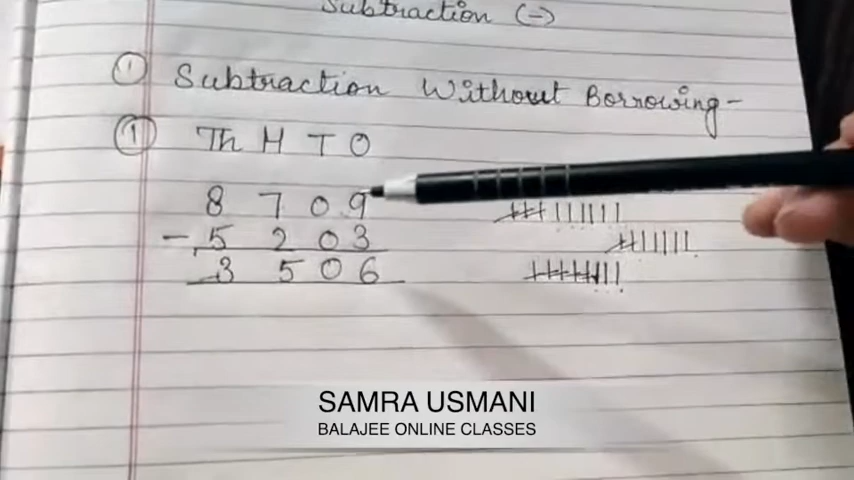 Subtraction (-)
① Subtraction Without Borrowing-
① Th H T O
8 7 0 9
- 5 2 0 3
3 5 0 6
SAMRA USMANI
BALAJEE ONLINE CLASSES